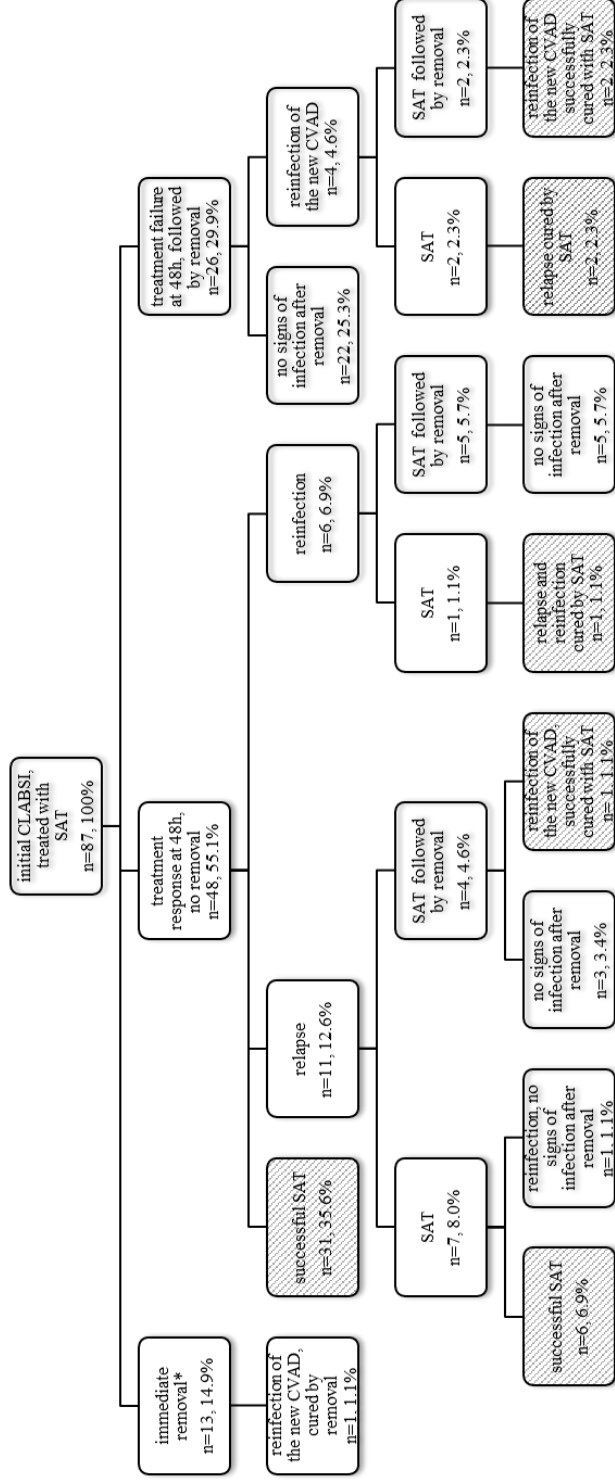 initial CLABSI,
treated with
SAT
n=87, 100%
immediate
removal*
n=13, 14.9%
treatment
response at 48h,
no removal
n=48, 55.1%
treatment failure
at 48h, followed
by removal
n=26, 29.9%
reinfection of
the new CVAD,
cured by
removal
n=1, 1.1%
successful SAT
n=31, 35.6%
relapse
n=11, 12.6%
reinfection
n=6, 6.9%
no signs of
infection after
removal
n=22, 25.3%
reinfection of
the new CVAD
n=4, 4.6%
SAT
n=7, 8.0%
SAT followed
by removal
n=4, 4.6%
SAT
n=1, 1.1%
SAT followed
by removal
n=5, 5.7%
SAT
n=2, 2.3%
SAT followed
by removal
n=2, 2.3%
successful SAT
n=6, 6.9%
reinfection, no
signs of
infection after
removal
n=1, 1.1%
no signs of
infection after
removal
n=3, 3.4%
reinfection of
the new CVAD,
successfully
cured with SAT
n=1, 1.1%
relapse and
reinfection
cured by SAT
n=1, 1.1%
no signs of
infection after
removal
n=5, 5.7%
relapse cured by
SAT
n=2, 2.3%
reinfection of
the new CVAD
successfully
cured with SAT
n=2, 2.3%